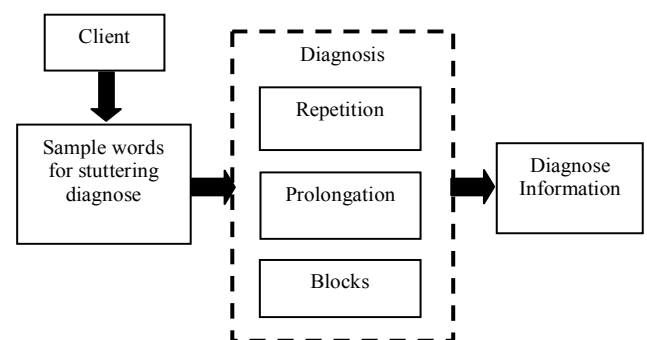 Client
Sample words
for stuttering
diagnose
Diagnosis
Repetition
Prolongation
Blocks
Diagnose
Information